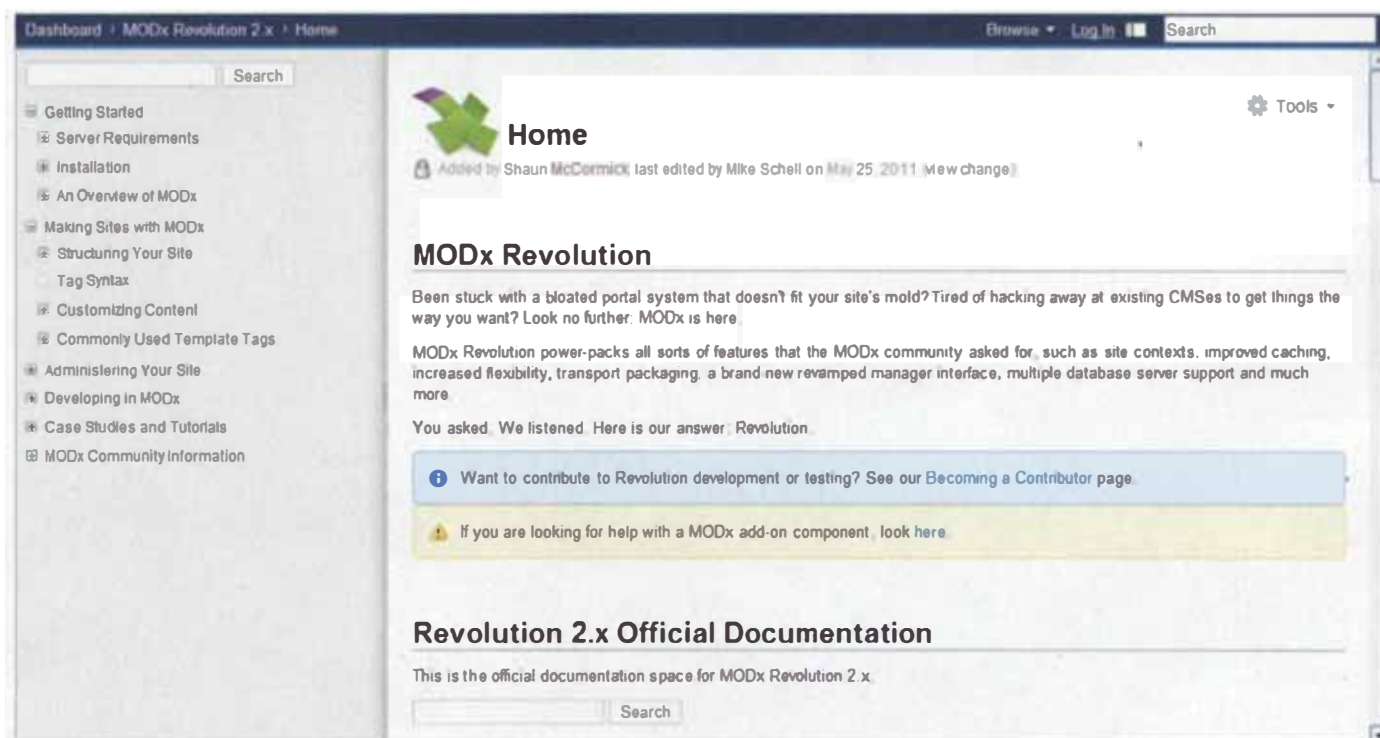 Dashboard › MODx Revolution 2.x › Home
Browse Log In Search
Search
Getting Started
Server Requirements
Installation
An Overview of MODx
Making Sites with MODx
Structuring Your Site
Tag Syntax
Customizing Content
Commonly Used Template Tags
Administering Your Site
Developing in MODx
Case Studies and Tutorials
MODx Community Information
Tools
Home
Added by Shaun McCormick, last edited by Mike Schell on May 25, 2011 (view change)
MODx Revolution
Been stuck with a bloated portal system that doesn't fit your site's mold? Tired of hacking away at existing CMSes to get things the
way you want? Look no further: MODx is here.
MODx Revolution power-packs all sorts of features that the MODx community asked for, such as site contexts, improved caching,
increased flexibility, transport packaging, a brand new revamped manager interface, multiple database server support and much
more.
You asked. We listened. Here is our answer: Revolution.
Want to contribute to Revolution development or testing? See our Becoming a Contributor page.
If you are looking for help with a MODx add-on component, look here.
Revolution 2.x Official Documentation
This is the official documentation space for MODx Revolution 2.x.
Search